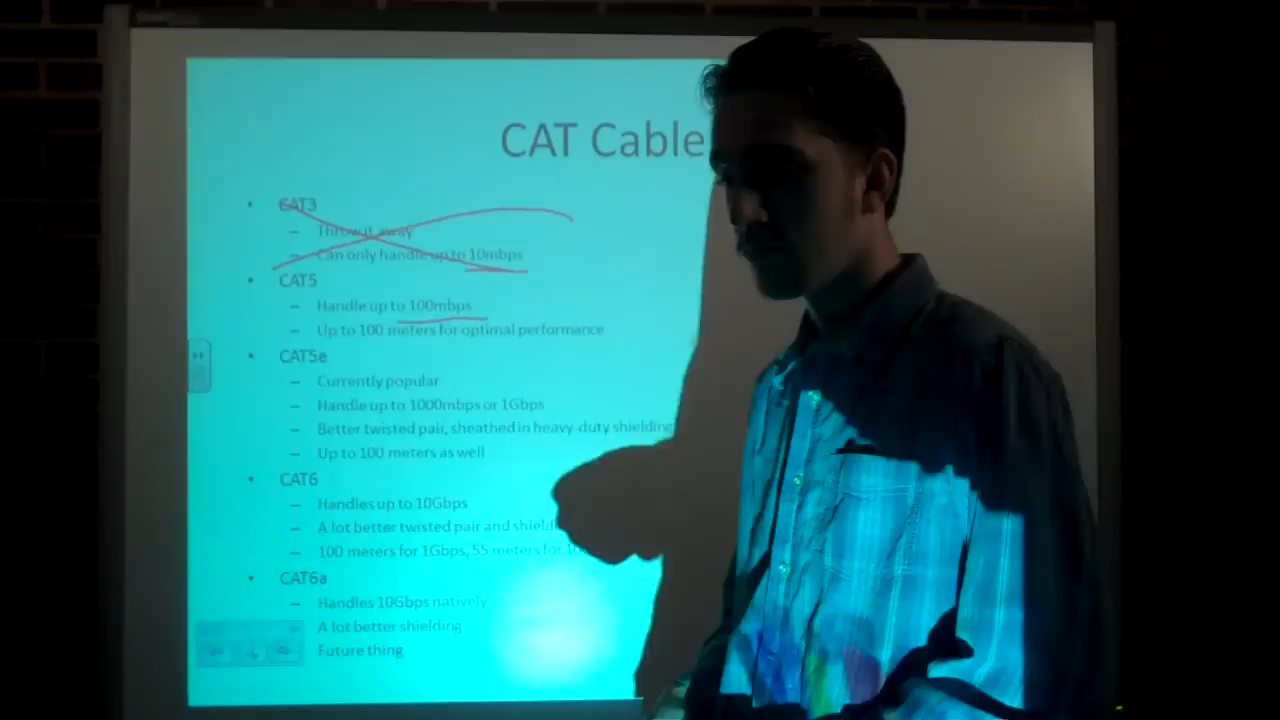 CAT Cable
• CAT3
– Throw it away
– Can only handle up to 10mbps
• CAT5
– Handle up to 100mbps
– Up to 100 meters for optimal performance
• CAT5e
– Currently popular
– Handle up to 1000mbps or 1Gbps
– Better twisted pair, sheathed in heavy-duty shielding
– Up to 100 meters as well
• CAT6
– Handles up to 10Gbps
– A lot better twisted pair and shieldi
– 100 meters for 1Gbps, 55 meters for 10
• CAT6a
– Handles 10Gbps natively
A lot better shielding
Future thing